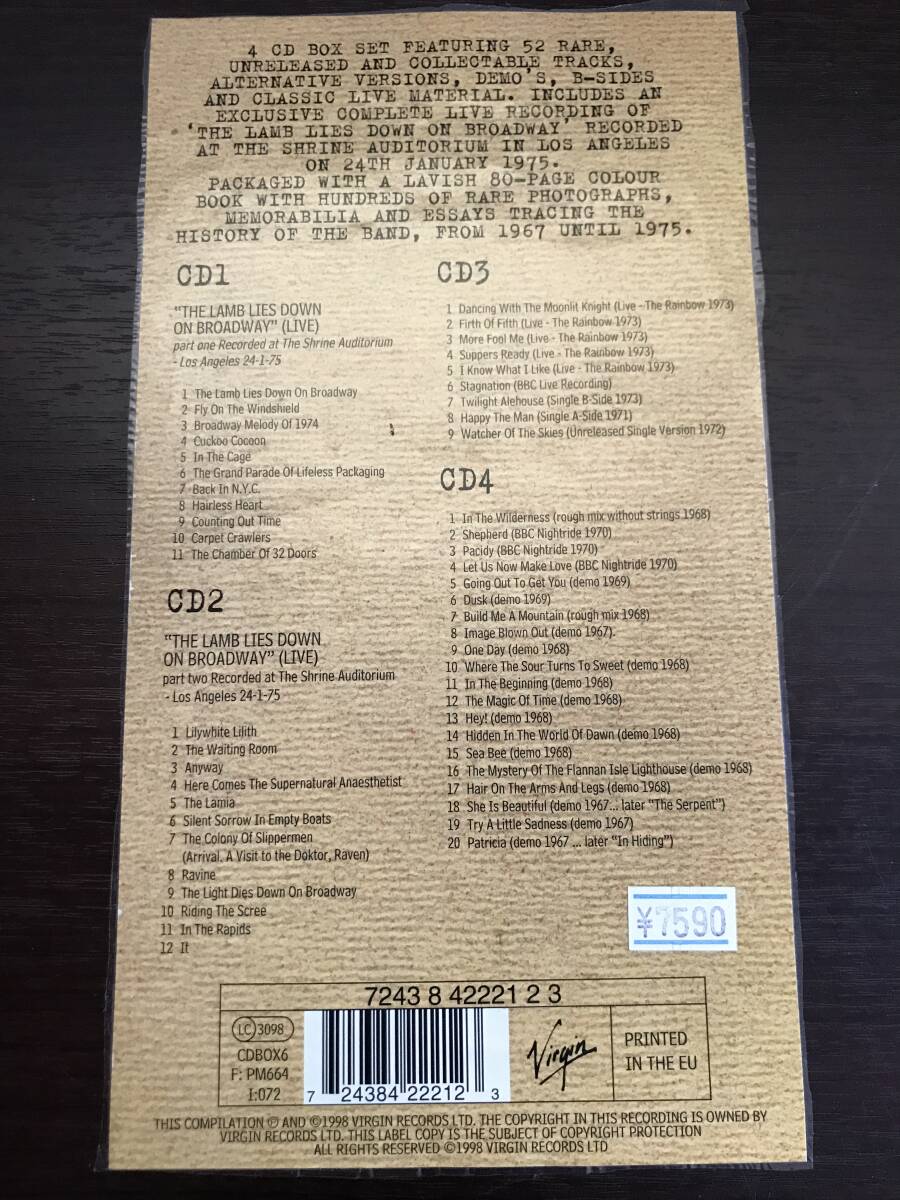 4 CD BOX SET FEATURING 52 RARE,
UNRELEASED AND COLLECTABLE TRACKS,
ALTERNATIVE VERSIONS, DEMO'S, B-SIDES
AND CLASSIC LIVE MATERIAL. INCLUDES AN
EXCLUSIVE COMPLETE LIVE RECORDING OF
'THE LAMB LIES DOWN ON BROADWAY' RECORDED
AT THE SHRINE AUDITORIUM IN LOS ANGELES
ON 24TH JANUARY 1975.
PACKAGED WITH A LAVISH 80-PAGE COLOUR
BOOK WITH HUNDREDS OF RARE PHOTOGRAPHS,
MEMORABILIA AND ESSAYS TRACING THE
HISTORY OF THE BAND, FROM 1967 UNTIL 1975.
CD1
"THE LAMB LIES DOWN
ON BROADWAY" (LIVE)
part one Recorded at The Shrine Auditorium
- Los Angeles 24-1-75
1 The Lamb Lies Down On Broadway
2 Fly On The Windshield
3 Broadway Melody Of 1974
4 Cuckoo Cocoon
5 In The Cage
6 The Grand Parade Of Lifeless Packaging
7 Back In N.Y.C.
8 Hairless Heart
9 Counting Out Time
10 Carpet Crawlers
11 The Chamber Of 32 Doors
CD2
"THE LAMB LIES DOWN
ON BROADWAY" (LIVE)
part two Recorded at The Shrine Auditorium
- Los Angeles 24-1-75
1 Lilywhite Lilith
2 The Waiting Room
3 Anyway
4 Here Comes The Supernatural Anaesthetist
5 The Lamia
6 Silent Sorrow In Empty Boats
7 The Colony Of Slippermen
(Arrival, A Visit to the Doktor, Raven)
8 Ravine
9 The Light Dies Down On Broadway
10 Riding The Scree
11 In The Rapids
12 It
CD3
1 Dancing With The Moonlit Knight (Live - The Rainbow 1973)
2 Firth Of Fifth (Live - The Rainbow 1973)
3 More Fool Me (Live - The Rainbow 1973)
4 Suppers Ready (Live - The Rainbow 1973)
5 I Know What I Like (Live - The Rainbow 1973)
6 Stagnation (BBC Live Recording)
7 Twilight Alehouse (Single B-Side 1973)
8 Happy The Man (Single A-Side 1971)
9 Watcher Of The Skies (Unreleased Single Version 1972)
CD4
1 In The Wilderness (rough mix without strings 1968)
2 Shepherd (BBC Nightride 1970)
3 Pacidy (BBC Nightride 1970)
4 Let Us Now Make Love (BBC Nightride 1970)
5 Going Out To Get You (demo 1969)
6 Dusk (demo 1969)
7 Build Me A Mountain (rough mix 1968)
8 Image Blown Out (demo 1967).
9 One Day (demo 1968)
10 Where The Sour Turns To Sweet (demo 1968)
11 In The Beginning (demo 1968)
12 The Magic Of Time (demo 1968)
13 Hey! (demo 1968)
14 Hidden In The World Of Dawn (demo 1968)
15 Sea Bee (demo 1968)
16 The Mystery Of The Flannan Isle Lighthouse (demo 1968)
17 Hair On The Arms And Legs (demo 1968)
18 She Is Beautiful (demo 1967... later "The Serpent")
19 Try A Little Sadness (demo 1967)
20 Patricia (demo 1967 ... later "In Hiding")
¥7590
7243 8 42221 2 3
LC 3098
CDBOX6
F: PM664
I:072
7 24384 22212 3
Virgin
PRINTED
IN THE EU
THIS COMPILATION ℗ AND ©1998 VIRGIN RECORDS LTD. THE COPYRIGHT IN THIS RECORDING IS OWNED BY
VIRGIN RECORDS LTD. THIS LABEL COPY IS THE SUBJECT OF COPYRIGHT PROTECTION
ALL RIGHTS RESERVED ©1998 VIRGIN RECORDS LTD